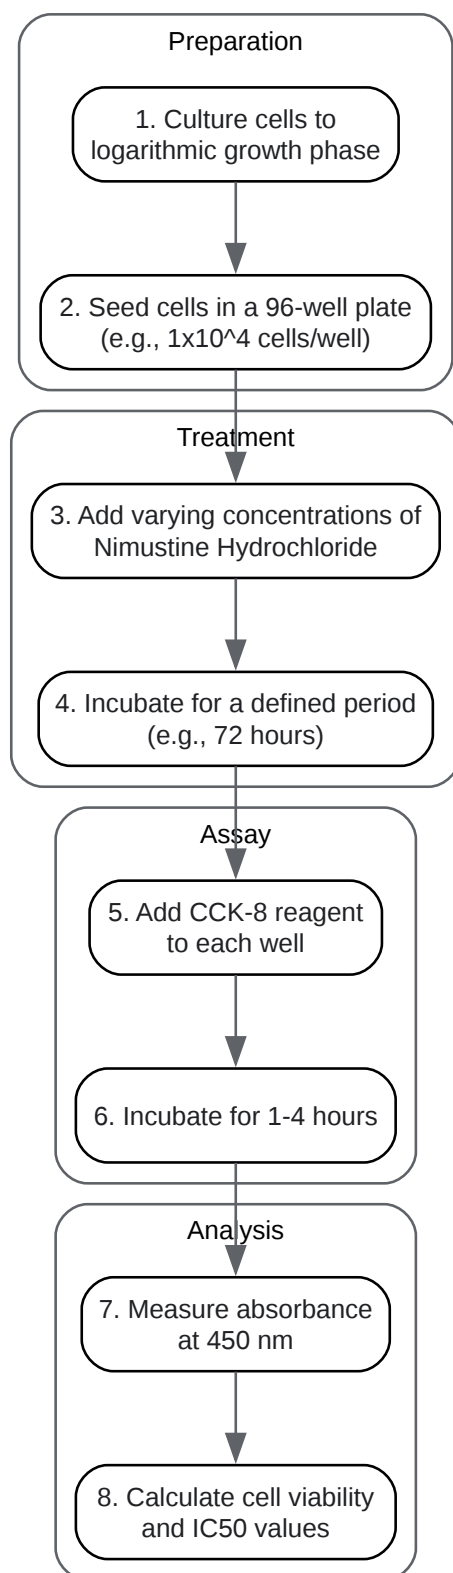 Preparation
1. Culture cells to
logarithmic growth phase
2. Seed cells in a 96-well plate
(e.g., 1x10^4 cells/well)
Treatment
3. Add varying concentrations of
Nimustine Hydrochloride
4. Incubate for a defined period
(e.g., 72 hours)
Assay
5. Add CCK-8 reagent
to each well
6. Incubate for 1-4 hours
Analysis
7. Measure absorbance
at 450 nm
8. Calculate cell viability
and IC50 values